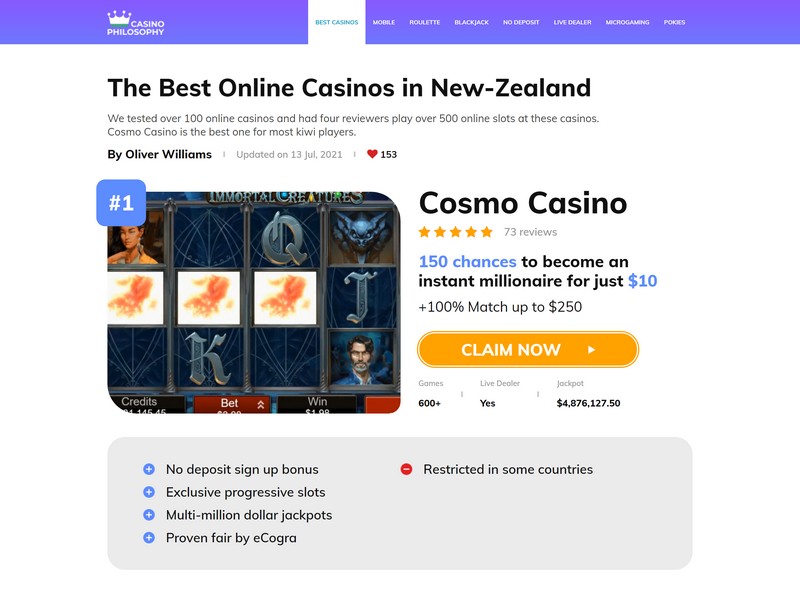 CASINO
PHILOSOPHY
BEST CASINOS
MOBILE
ROULETTE
BLACKJACK
NO DEPOSIT
LIVE DEALER
MICROGAMING
POKIES
The Best Online Casinos in New-Zealand
We tested over 100 online casinos and had four reviewers play over 500 online slots at these casinos.
Cosmo Casino is the best one for most kiwi players.
By Oliver Williams
Updated on 13 Jul, 2021
153
#1
IMMORTAL CREATURES
Q
J
K
Credits
Bet
Win
$1.98
Cosmo Casino
73 reviews
150 chances to become an
instant millionaire for just $10
+100% Match up to $250
CLAIM NOW
Games
Live Dealer
Jackpot
600+
Yes
$4,876,127.50
No deposit sign up bonus
Exclusive progressive slots
Multi-million dollar jackpots
Proven fair by eCogra
Restricted in some countries